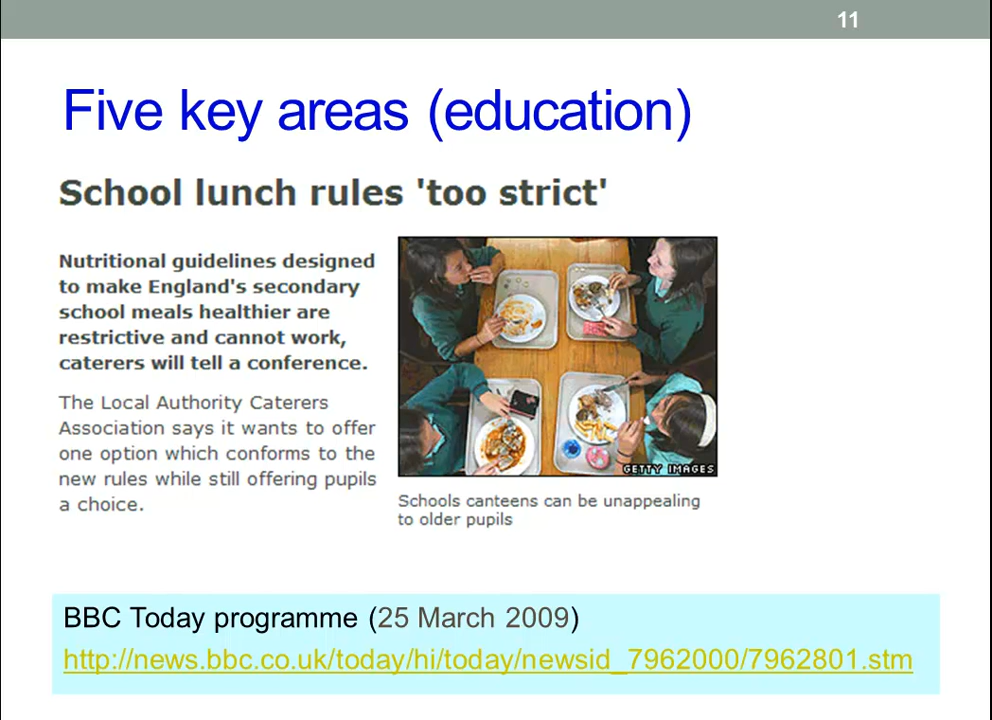 11
Five key areas (education)
School lunch rules 'too strict'
Nutritional guidelines designed
to make England's secondary
school meals healthier are
restrictive and cannot work,
caterers will tell a conference.
The Local Authority Caterers
Association says it wants to offer
one option which conforms to the
new rules while still offering pupils
a choice.
GETTY IMAGES
Schools canteens can be unappealing
to older pupils
BBC Today programme (25 March 2009)
http://news.bbc.co.uk/today/hi/today/newsid_7962000/7962801.stm